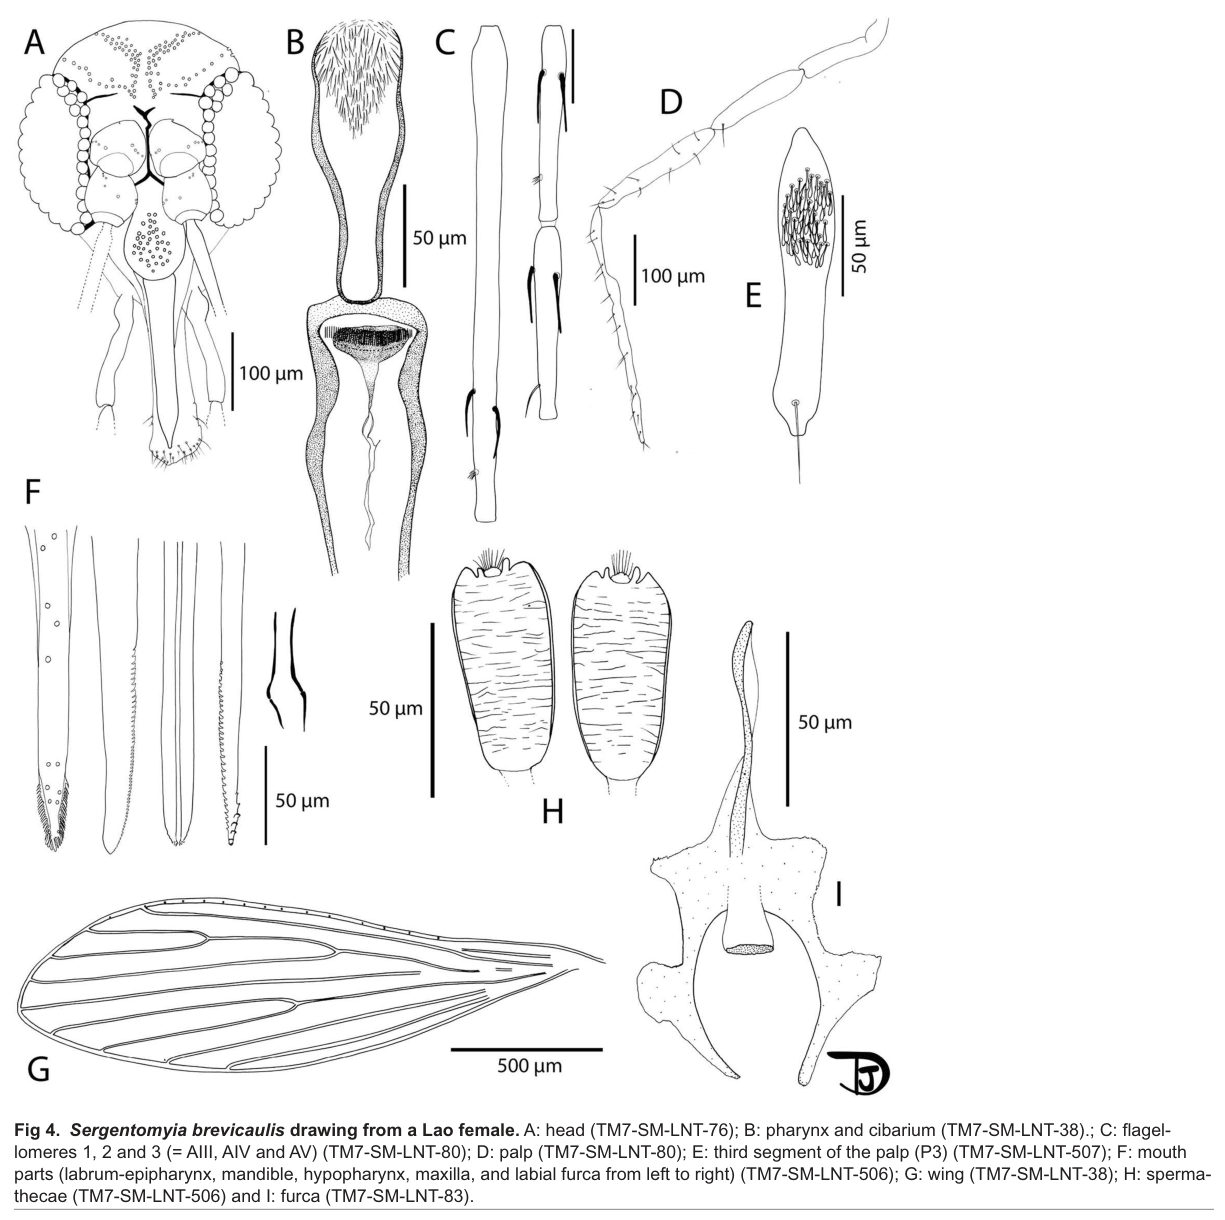 A
B
C
D
50 µm
100 µm
E
50 µm
100 µm
F
50 µm
50 µm
50 µm
H
I
G
500 µm
Fig 4. Sergentomyia brevicaulis drawing from a Lao female. A: head (TM7-SM-LNT-76); B: pharynx and cibarium (TM7-SM-LNT-38).; C: flagel-
lomeres 1, 2 and 3 (= AIII, AIV and AV) (TM7-SM-LNT-80); D: palp (TM7-SM-LNT-80); E: third segment of the palp (P3) (TM7-SM-LNT-507); F: mouth
parts (labrum-epipharynx, mandible, hypopharynx, maxilla, and labial furca from left to right) (TM7-SM-LNT-506); G: wing (TM7-SM-LNT-38); H: sperma-
thecae (TM7-SM-LNT-506) and I: furca (TM7-SM-LNT-83).